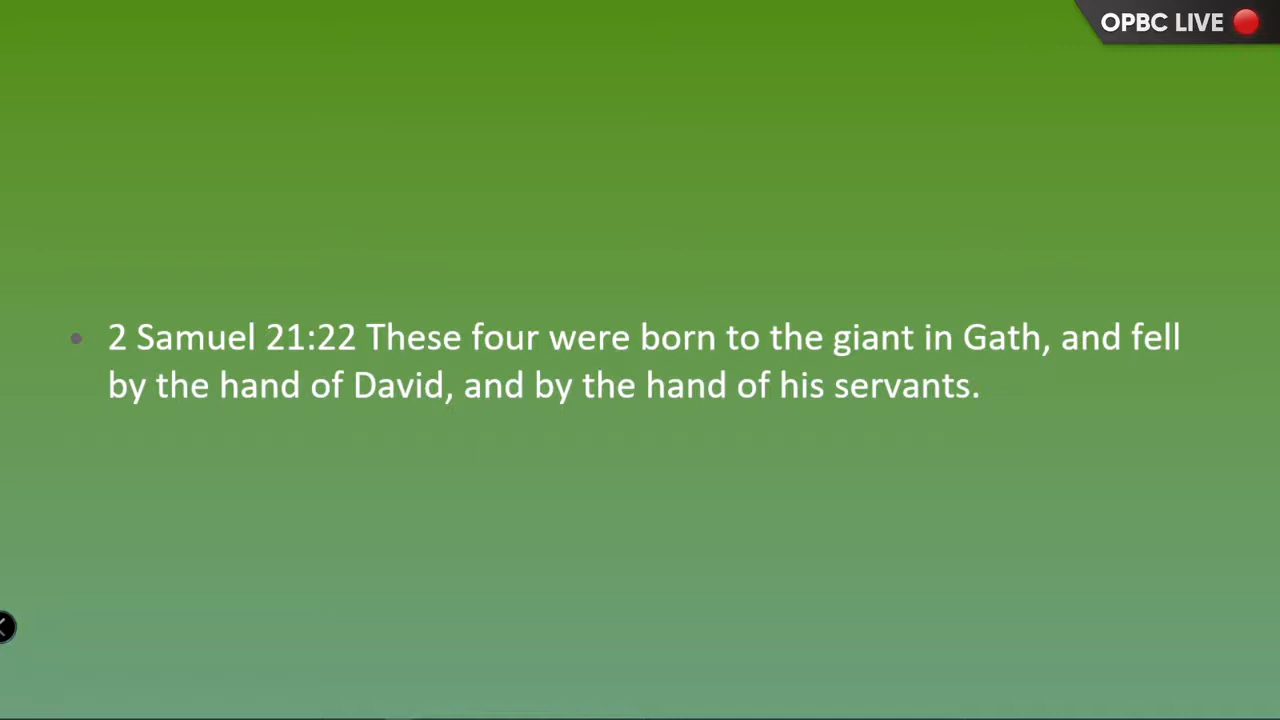 OPBC LIVE
• 2 Samuel 21:22 These four were born to the giant in Gath, and fell
by the hand of David, and by the hand of his servants.